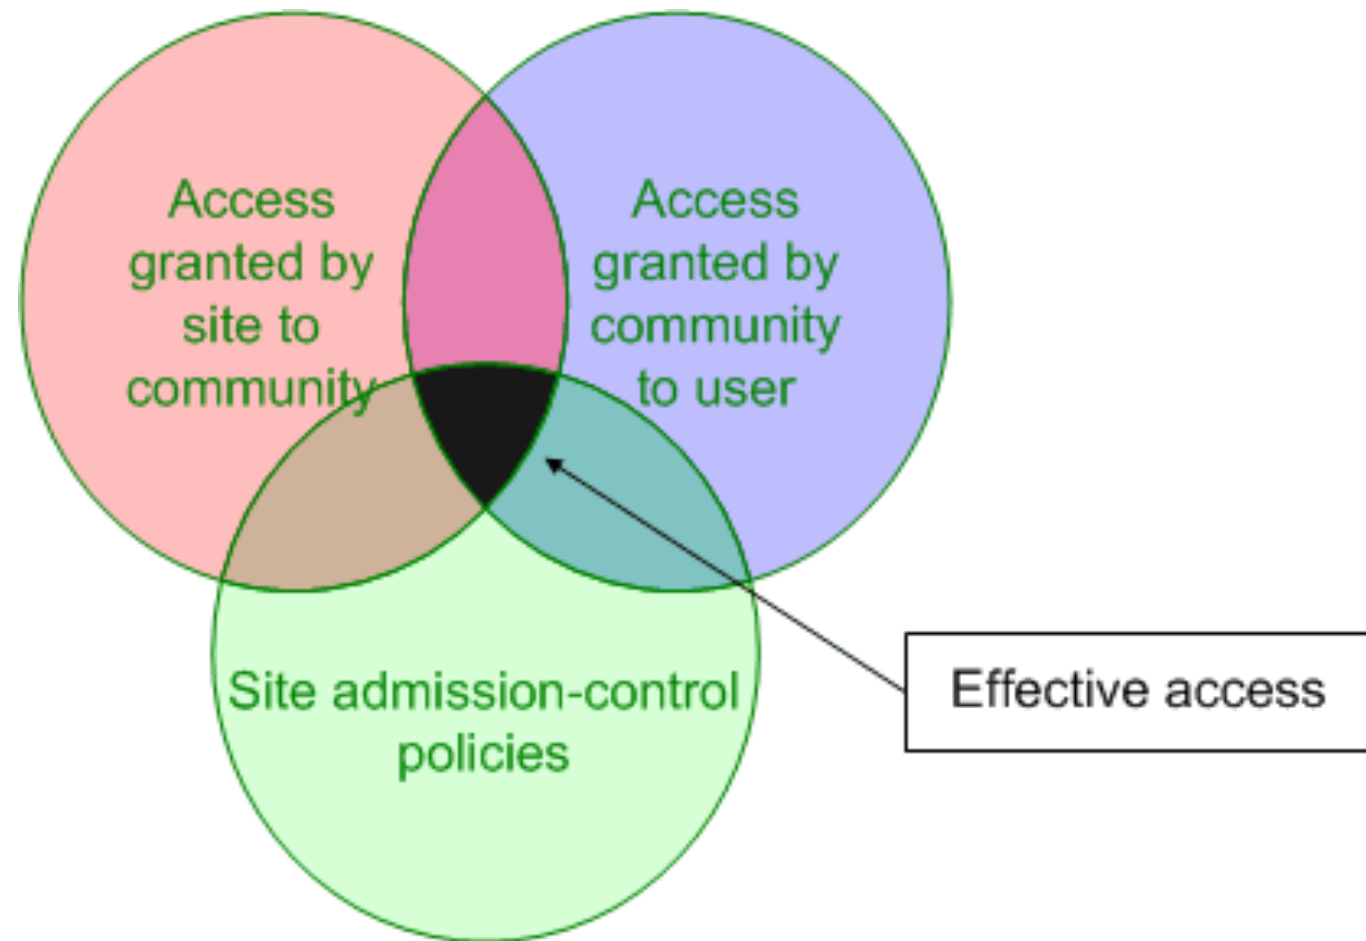 Access
granted by
site to
community
Access
granted by
community
to user
Site admission-control
policies
Effective access